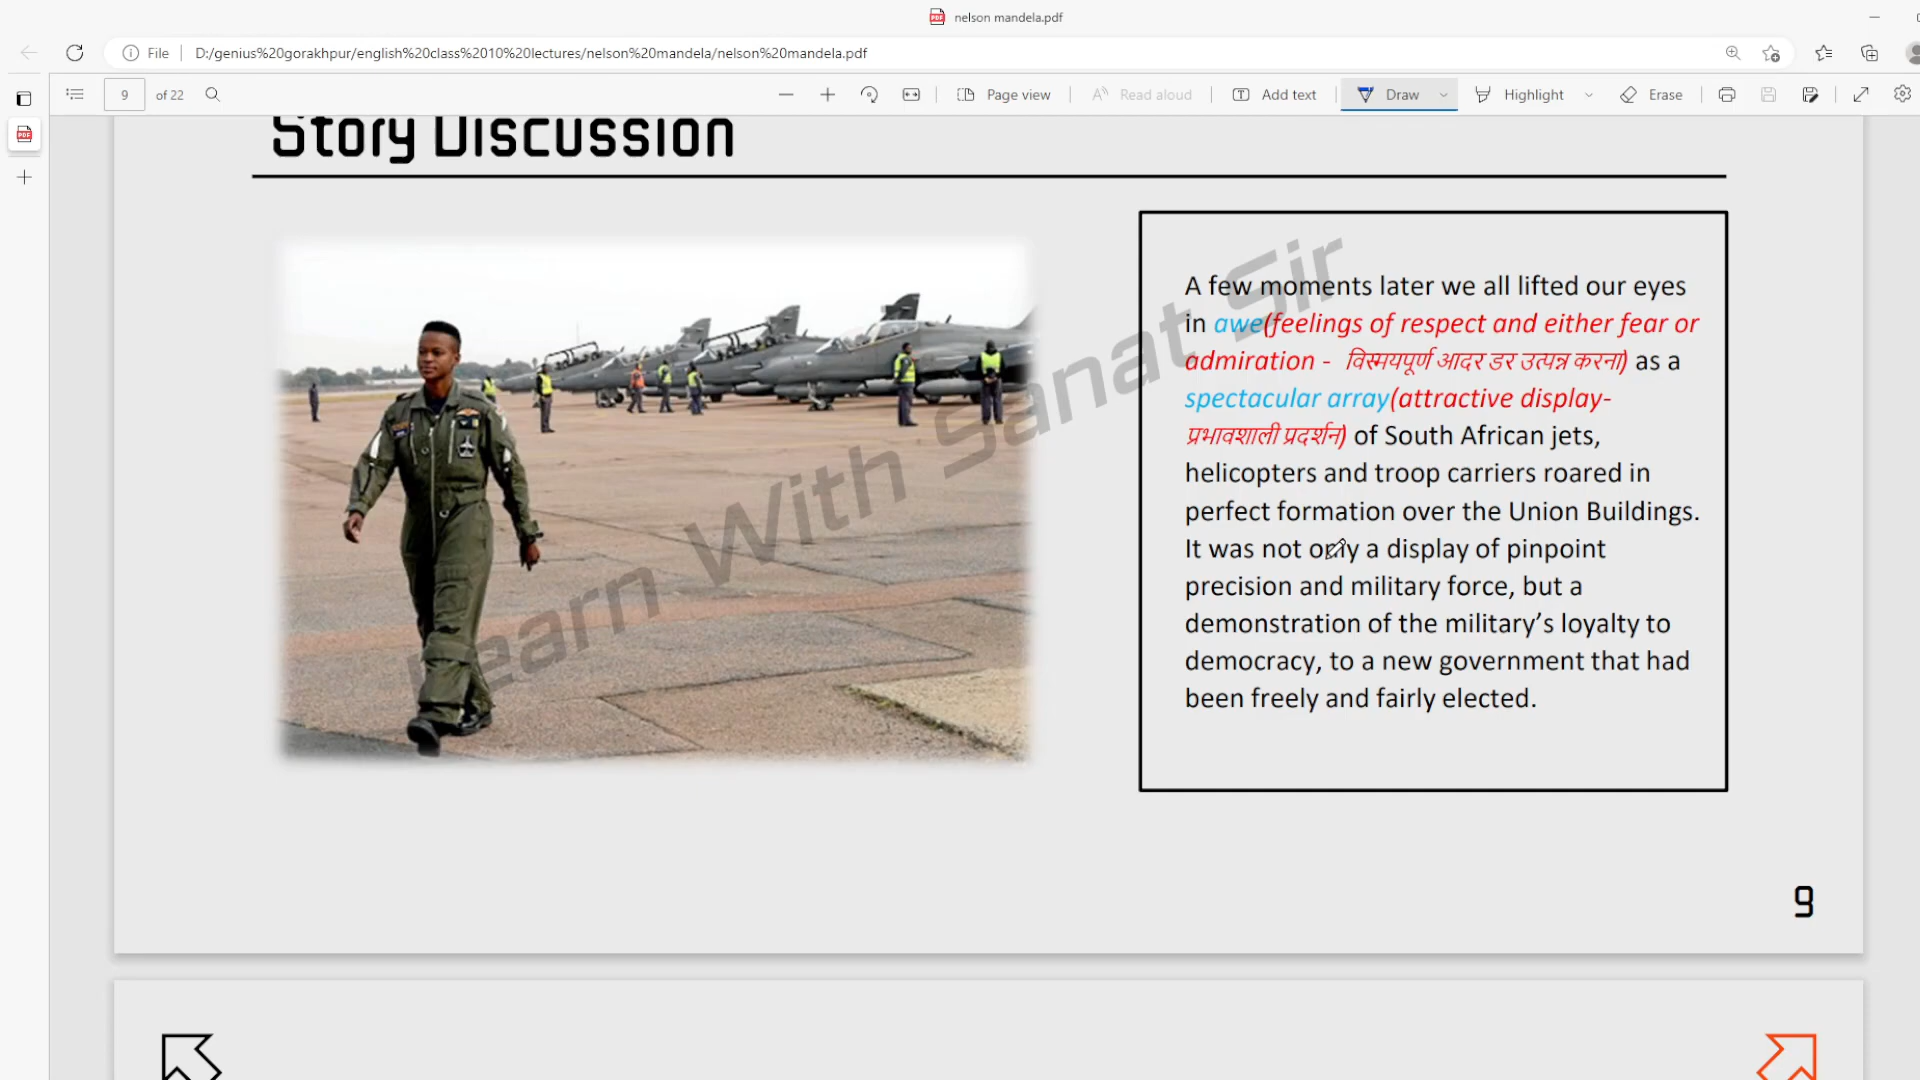 nelson mandela.pdf
File D:/genius%20gorakhpur/english%20class%2010%20lectures/nelson%20mandela/nelson%20mandela.pdf
9 of 22 Page view Read aloud Add text Draw Highlight Erase
Story Discussion
A few moments later we all lifted our eyes
in awe(feelings of respect and either fear or
admiration - विस्मयपूर्ण आदर डर उत्पन्न करना) as a
spectacular array(attractive display-
प्रभावशाली प्रदर्शन) of South African jets,
helicopters and troop carriers roared in
perfect formation over the Union Buildings.
It was not only a display of pinpoint
precision and military force, but a
demonstration of the military’s loyalty to
democracy, to a new government that had
been freely and fairly elected.
Learn With Sanat Sir
9